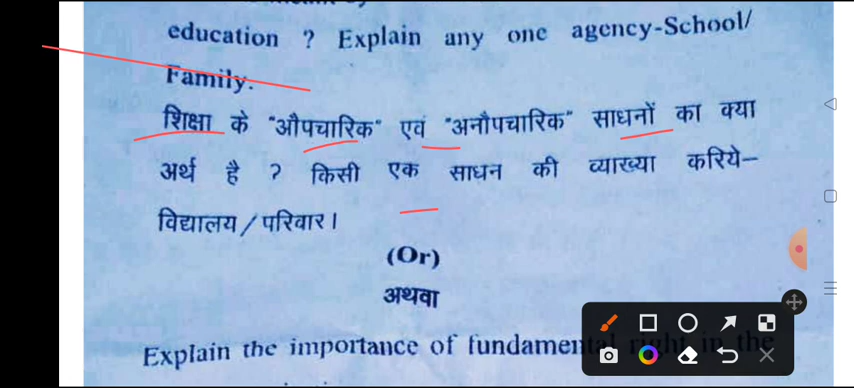 education ? Explain any one agency-School/
Family.
शिक्षा के "औपचारिक" एवं "अनौपचारिक" साधनों का क्या
अर्थ है ? किसी एक साधन की व्याख्या करिये–
विद्यालय / परिवार।
(Or)
अथवा
Explain the importance of fundamental right in the